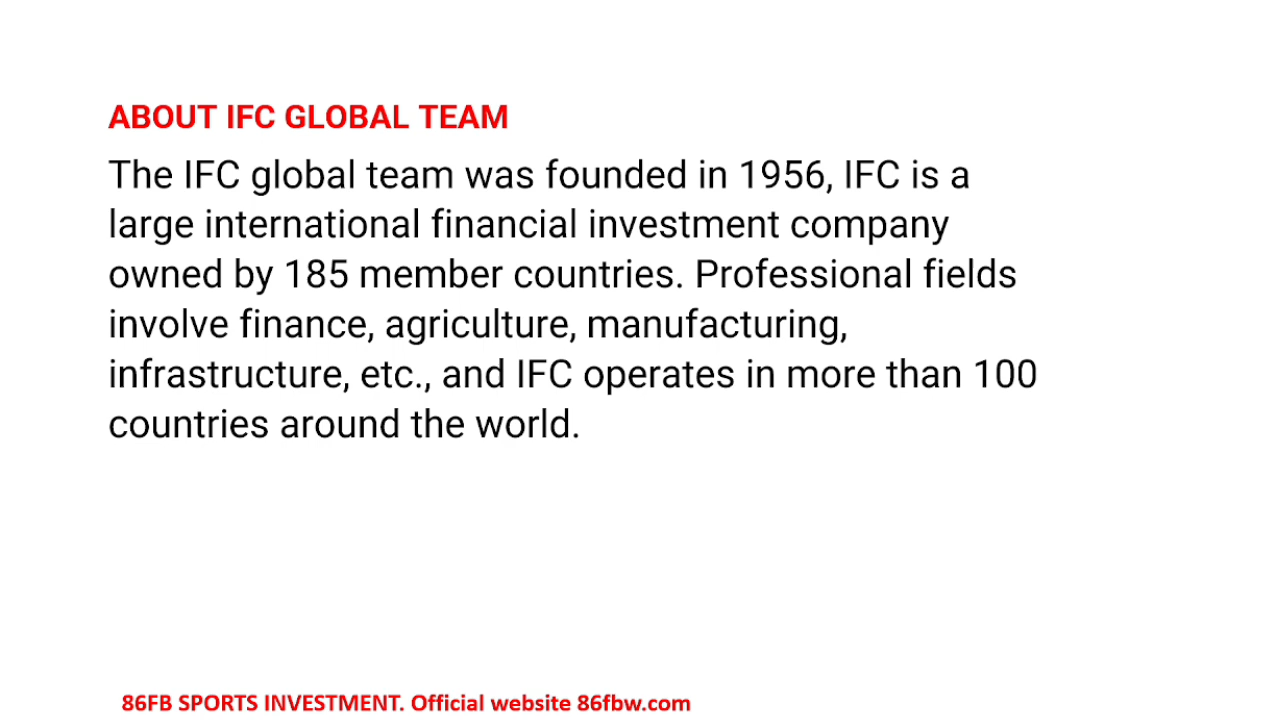 ABOUT IFC GLOBAL TEAM
The IFC global team was founded in 1956, IFC is a
large international financial investment company
owned by 185 member countries. Professional fields
involve finance, agriculture, manufacturing,
infrastructure, etc., and IFC operates in more than 100
countries around the world.
86FB SPORTS INVESTMENT. Official website 86fbw.com